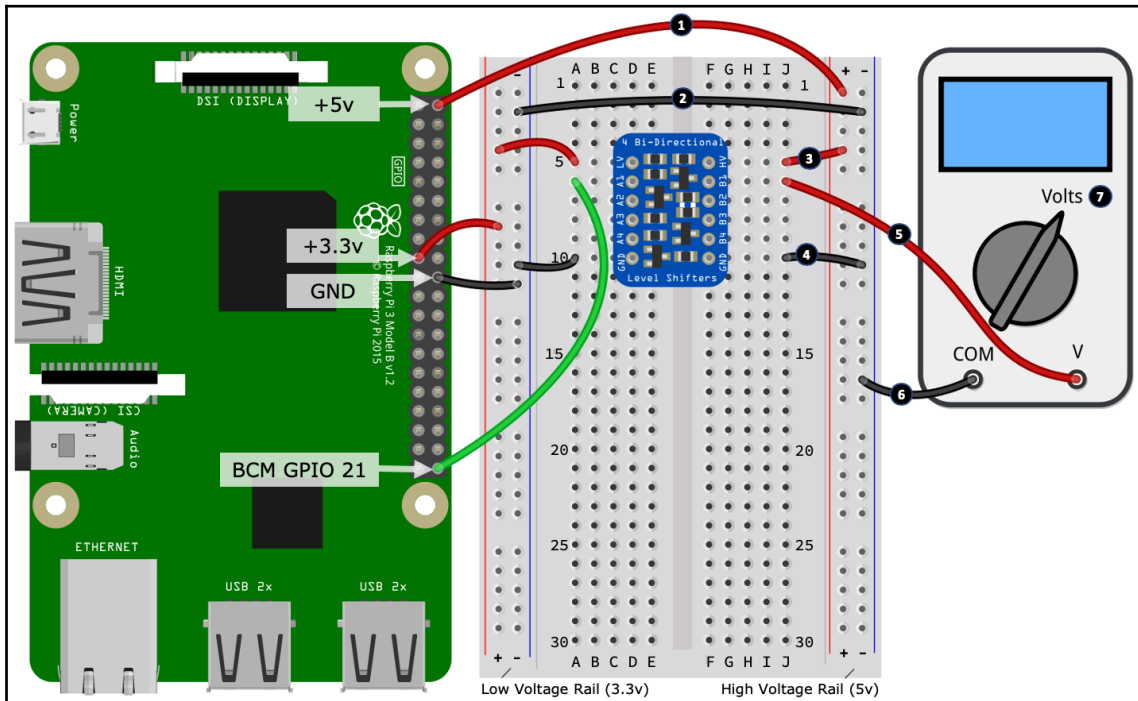 DSI (DISPLAY)
+5v
Power
GPIO
HDMI
+3.3v
GND
Raspberry Pi 3 Model B v1.2
© Raspberry Pi 2015
CSI (CAMERA)
Audio
BCM GPIO 21
ETHERNET
USB 2x
USB 2x
1
2
3
4
5
6
-
A B C D E
F G H I J
+ -
1
1
5
4 Bi-Directional
LV
A1
A2
A3
A4
GND
HV
B1
B2
B3
B4
GND
Level Shifters
10
15
15
20
20
25
25
30
30
+ -
A B C D E
F G H I J
+ -
Low Voltage Rail (3.3v)
High Voltage Rail (5v)
Volts 7
COM
V